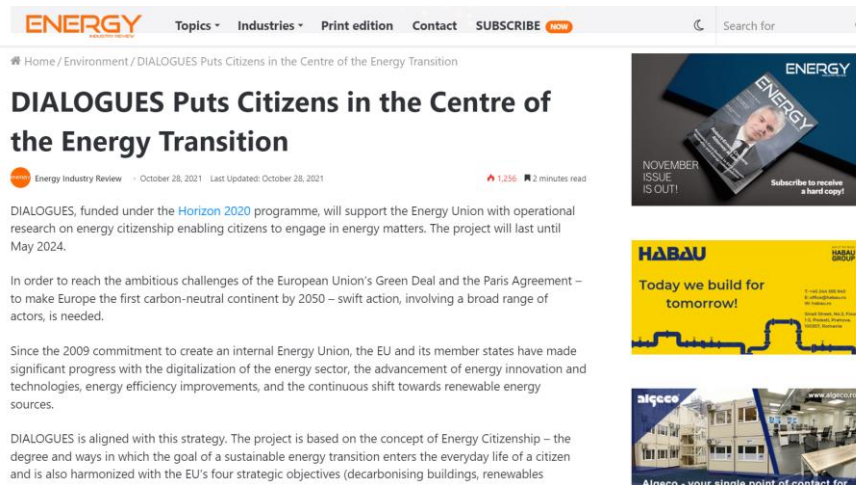 ENERGY
INDUSTRY REVIEW
Topics Industries Print edition Contact SUBSCRIBE NOW
Search for
Home / Environment / DIALOGUES Puts Citizens in the Centre of the Energy Transition
DIALOGUES Puts Citizens in the Centre of
the Energy Transition
Energy Industry Review · October 28, 2021 Last Updated: October 28, 2021
1,256 2 minutes read
DIALOGUES, funded under the Horizon 2020 programme, will support the Energy Union with operational
research on energy citizenship enabling citizens to engage in energy matters. The project will last until
May 2024.
In order to reach the ambitious challenges of the European Union's Green Deal and the Paris Agreement –
to make Europe the first carbon-neutral continent by 2050 – swift action, involving a broad range of
actors, is needed.
Since the 2009 commitment to create an internal Energy Union, the EU and its member states have made
significant progress with the digitalization of the energy sector, the advancement of energy innovation and
technologies, energy efficiency improvements, and the continuous shift towards renewable energy
sources.
DIALOGUES is aligned with this strategy. The project is based on the concept of Energy Citizenship – the
degree and ways in which the goal of a sustainable energy transition enters the everyday life of a citizen
and is also harmonized with the EU's four strategic objectives (decarbonising buildings, renewables
ENERGY
ENERGY
NOVEMBER
ISSUE
IS OUT!
Subscribe to receive
a hard copy!
HABAU
HABAU
GROUP
Today we build for
tomorrow!
algeco
www.algeco.ro
Algeco - your single point of contact for